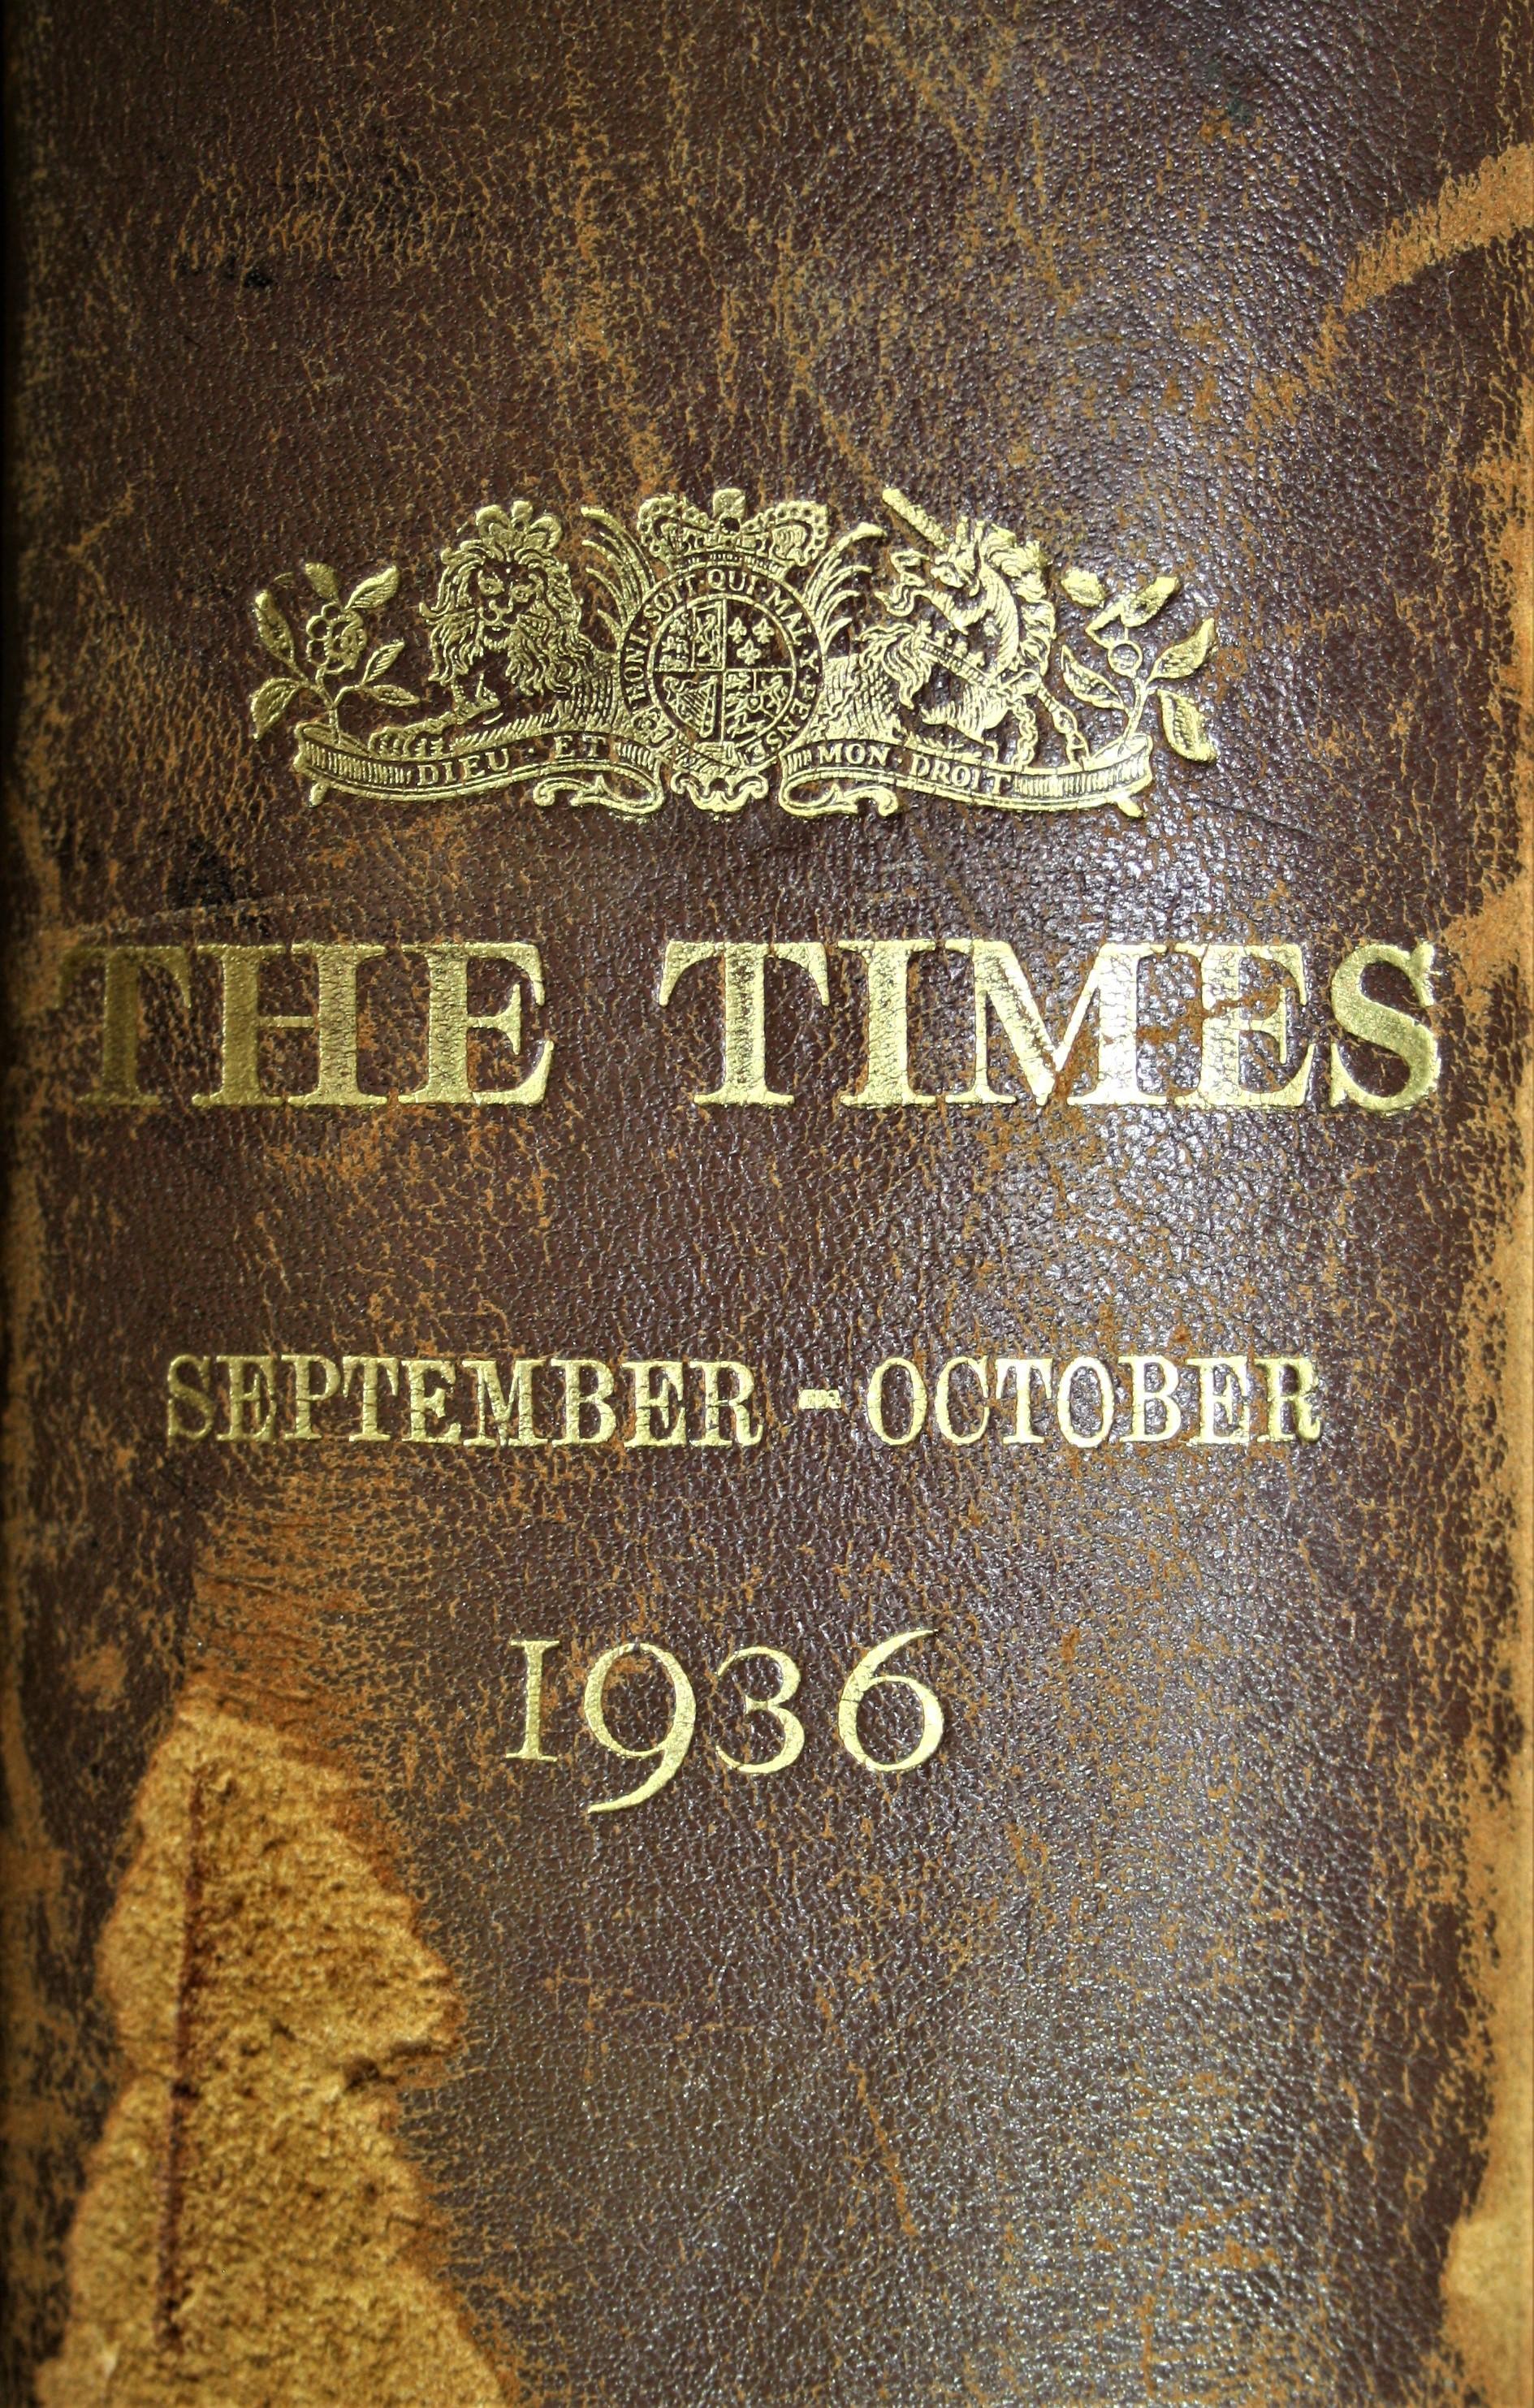 HONI · SOIT · QUI · MAL · Y · PENSE
DIEU · ET MON · DROIT
THE TIMES
SEPTEMBER - OCTOBER
1936